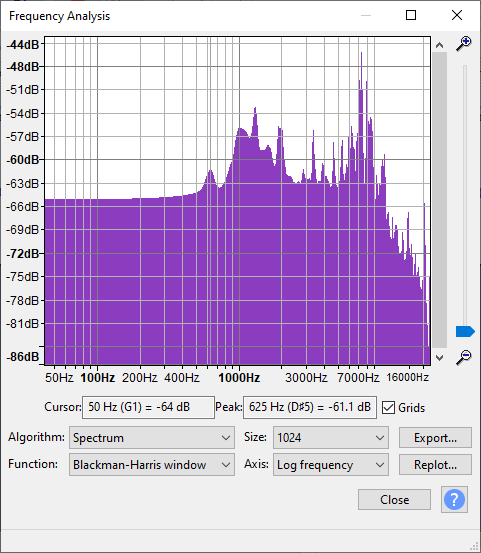 Frequency Analysis
-44dB
-48dB
-51dB
-54dB
-57dB
-60dB
-63dB
-66dB
-69dB
-72dB
-75dB
-78dB
-81dB
-86dB
50Hz 100Hz 200Hz 400Hz 1000Hz 3000Hz 7000Hz 16000Hz
Cursor: 50 Hz (G1) = -64 dB Peak: 625 Hz (D♯5) = -61.1 dB Grids
Algorithm: Spectrum Size: 1024 Export...
Function: Blackman-Harris window Axis: Log frequency Replot...
Close ?